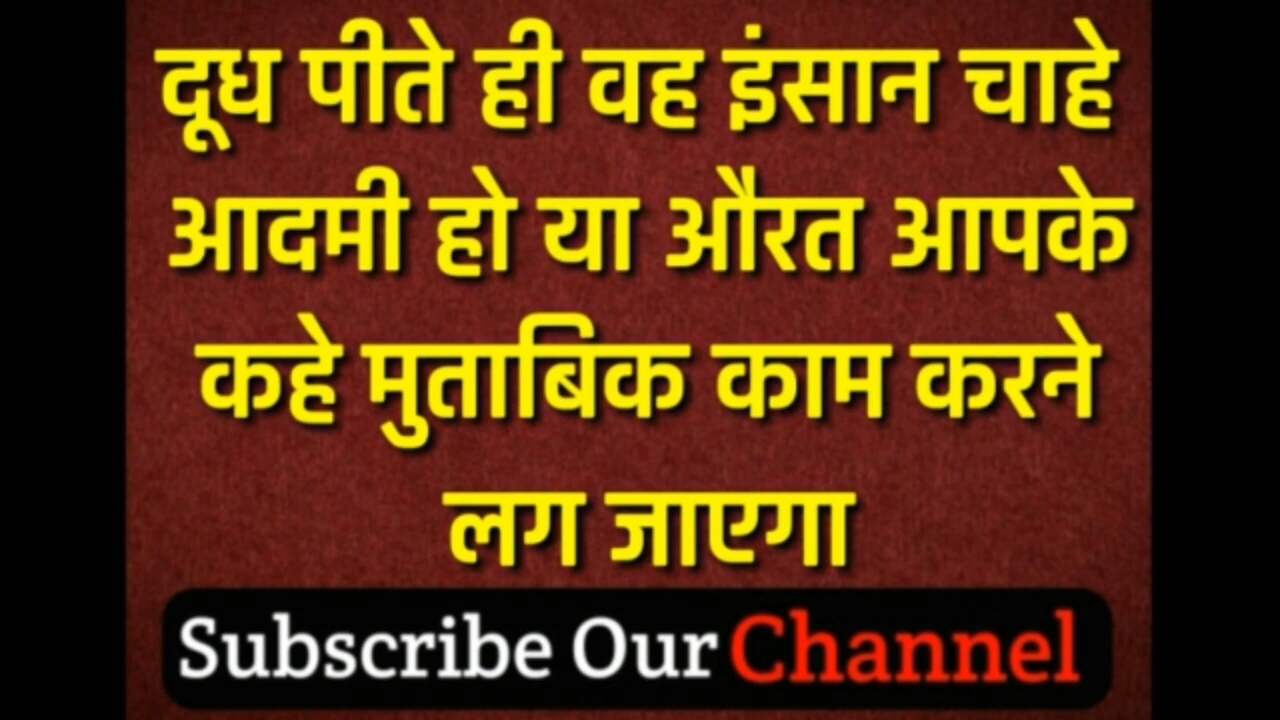 दूध पीते ही वह इंसान चाहे
आदमी हो या औरत आपके
कहे मुताबिक काम करने
लग जाएगा
Subscribe Our Channel